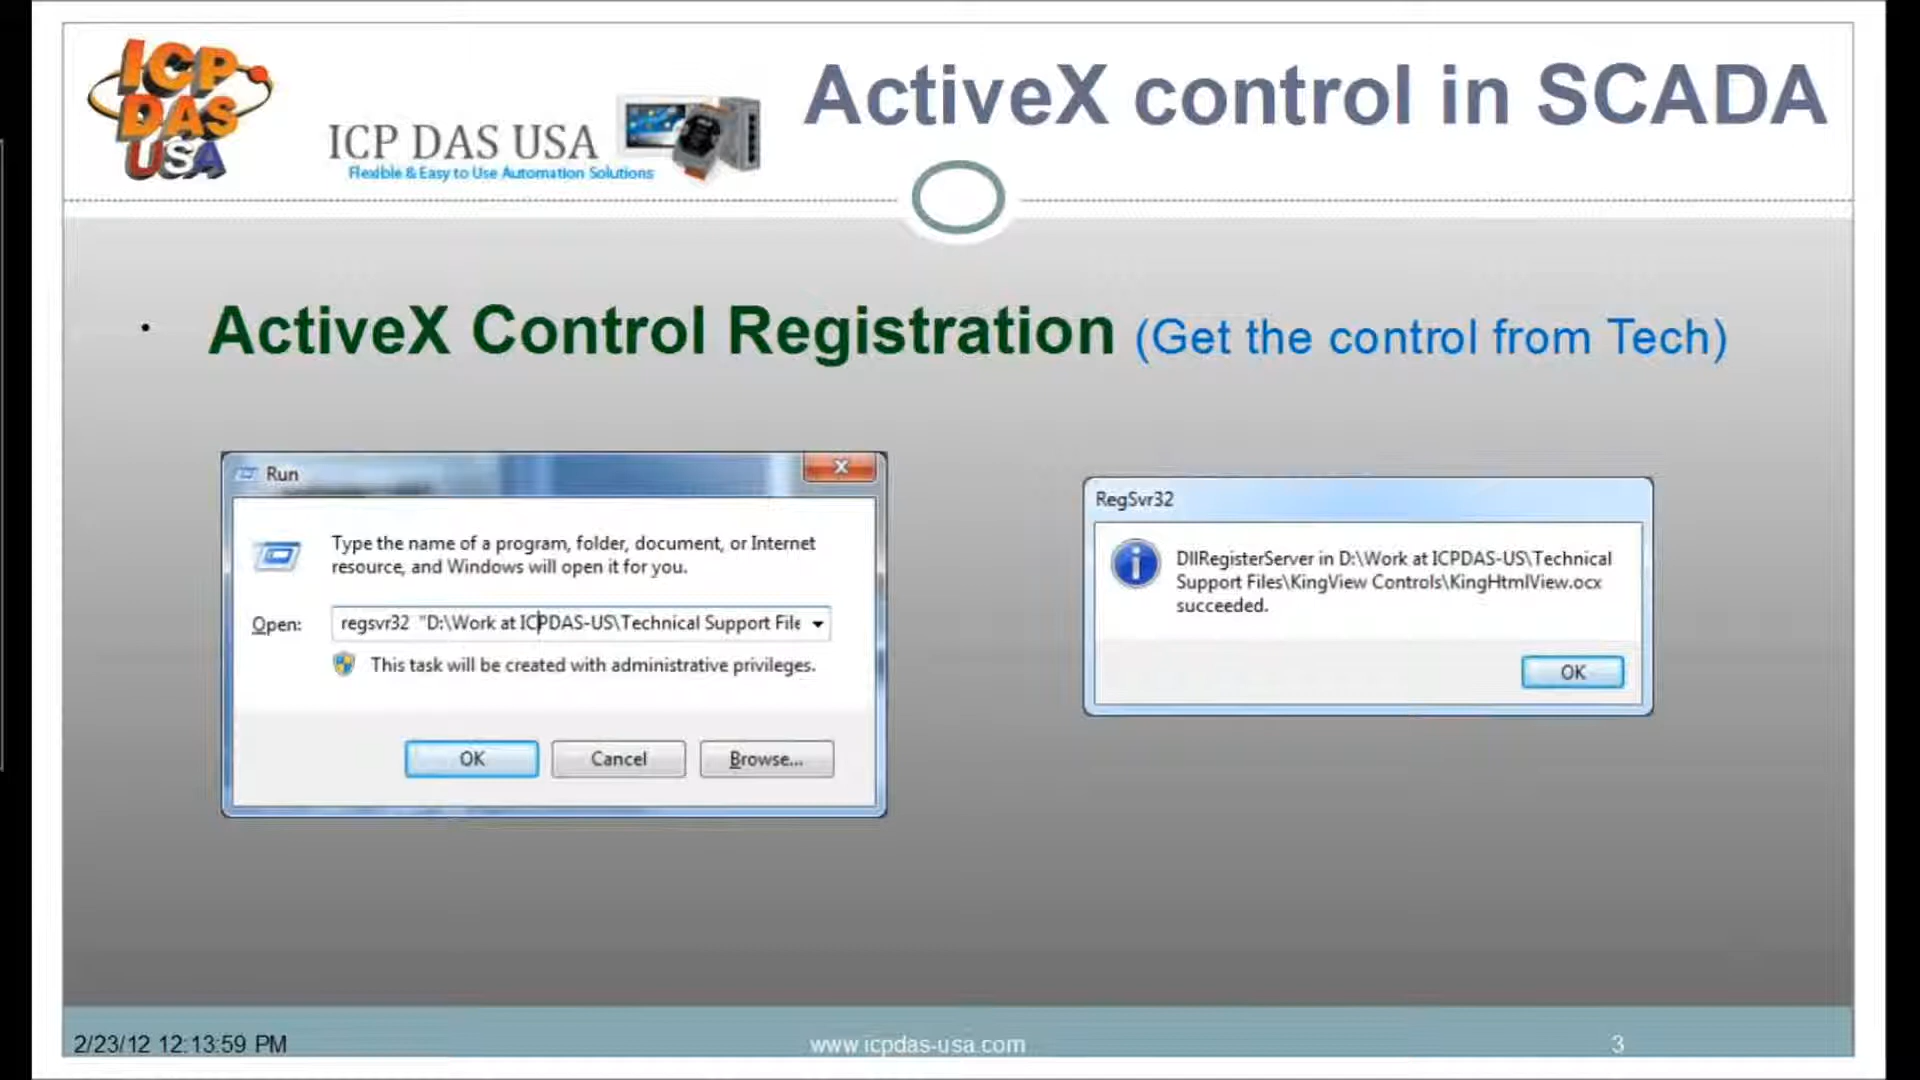 ICP
DAS
USA
ICP DAS USA
Flexible & Easy to Use Automation Solutions
ActiveX control in SCADA
· ActiveX Control Registration (Get the control from Tech)
Run
Type the name of a program, folder, document, or Internet
resource, and Windows will open it for you.
Open: regsvr32 "D:\Work at ICPDAS-US\Technical Support File
This task will be created with administrative privileges.
OK Cancel Browse...
RegSvr32
DllRegisterServer in D:\Work at ICPDAS-US\Technical
Support Files\KingView Controls\KingHtmlView.ocx
succeeded.
OK
2/23/12 12:13:59 PM www.icpdas-usa.com 3